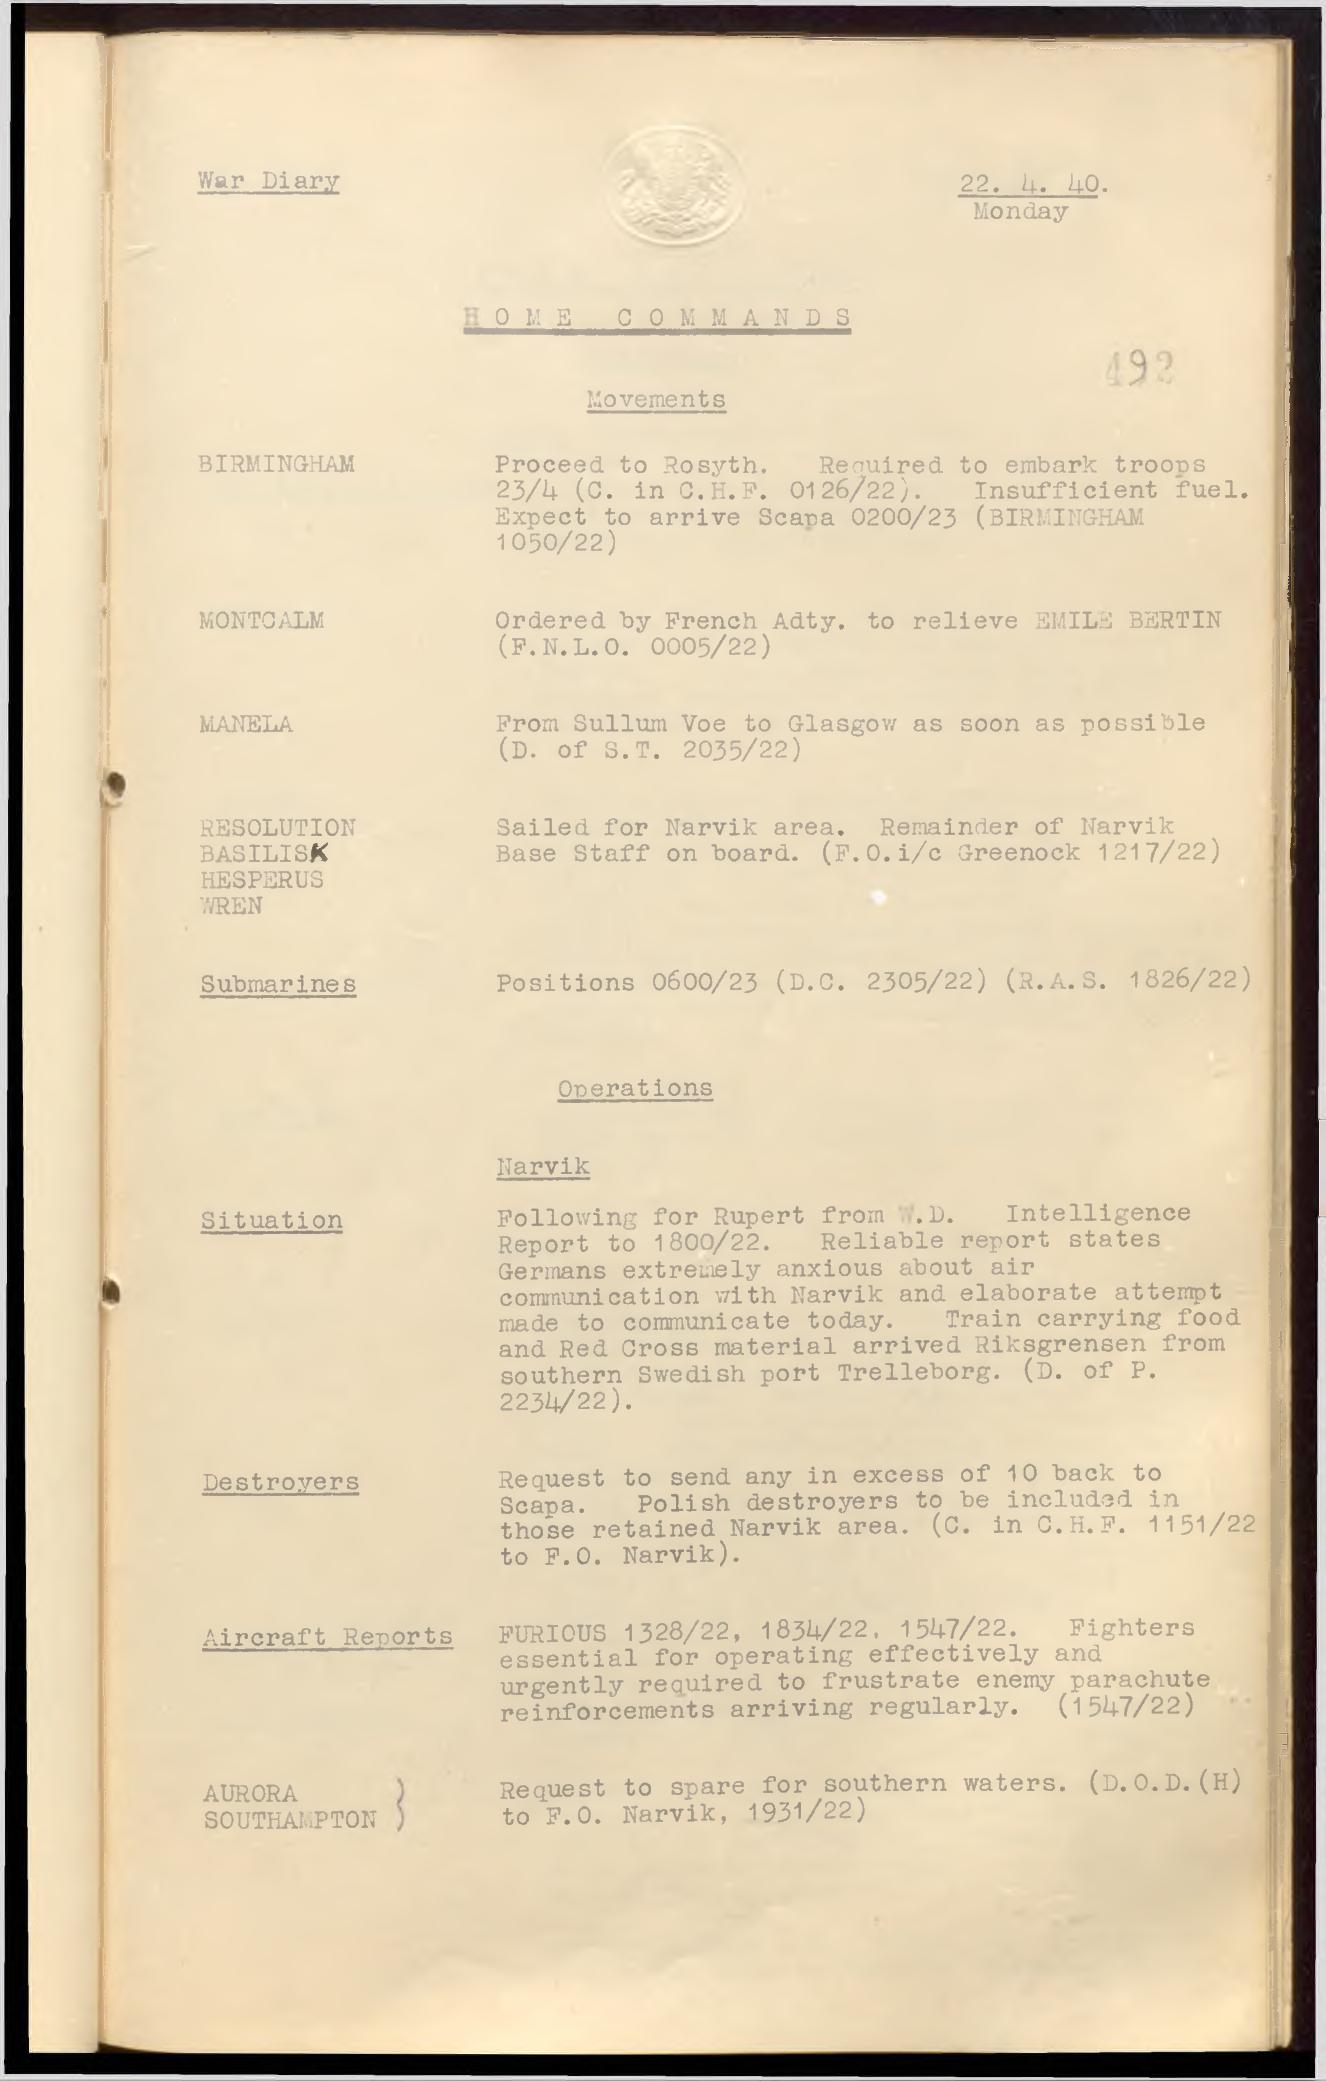 War Diary
22. 4. 40.
Monday
HOME COMMANDS
492
Movements
BIRMINGHAM Proceed to Rosyth. Required to embark troops
23/4 (C. in C.H.F. 0126/22). Insufficient fuel.
Expect to arrive Scapa 0200/23 (BIRMINGHAM
1050/22)
MONTCALM Ordered by French Adty. to relieve EMILE BERTIN
(F.N.L.O. 0005/22)
MANELA From Sullum Voe to Glasgow as soon as possible
(D. of S.T. 2035/22)
RESOLUTION Sailed for Narvik area. Remainder of Narvik
BASILISK Base Staff on board. (F.O.i/c Greenock 1217/22)
HESPERUS
WREN
Submarines Positions 0600/23 (D.C. 2305/22) (R.A.S. 1826/22)
Operations
Narvik
Situation Following for Rupert from W.D. Intelligence
Report to 1800/22. Reliable report states
Germans extremely anxious about air
communication with Narvik and elaborate attempt
made to communicate today. Train carrying food
and Red Cross material arrived Riksgrensen from
southern Swedish port Trelleborg. (D. of P.
2234/22).
Destroyers Request to send any in excess of 10 back to
Scapa. Polish destroyers to be included in
those retained Narvik area. (C. in C.H.F. 1151/22
to F.O. Narvik).
Aircraft Reports FURIOUS 1328/22, 1834/22, 1547/22. Fighters
essential for operating effectively and
urgently required to frustrate enemy parachute
reinforcements arriving regularly. (1547/22)
AURORA } Request to spare for southern waters. (D.O.D.(H)
SOUTHAMPTON } to F.O. Narvik, 1931/22)